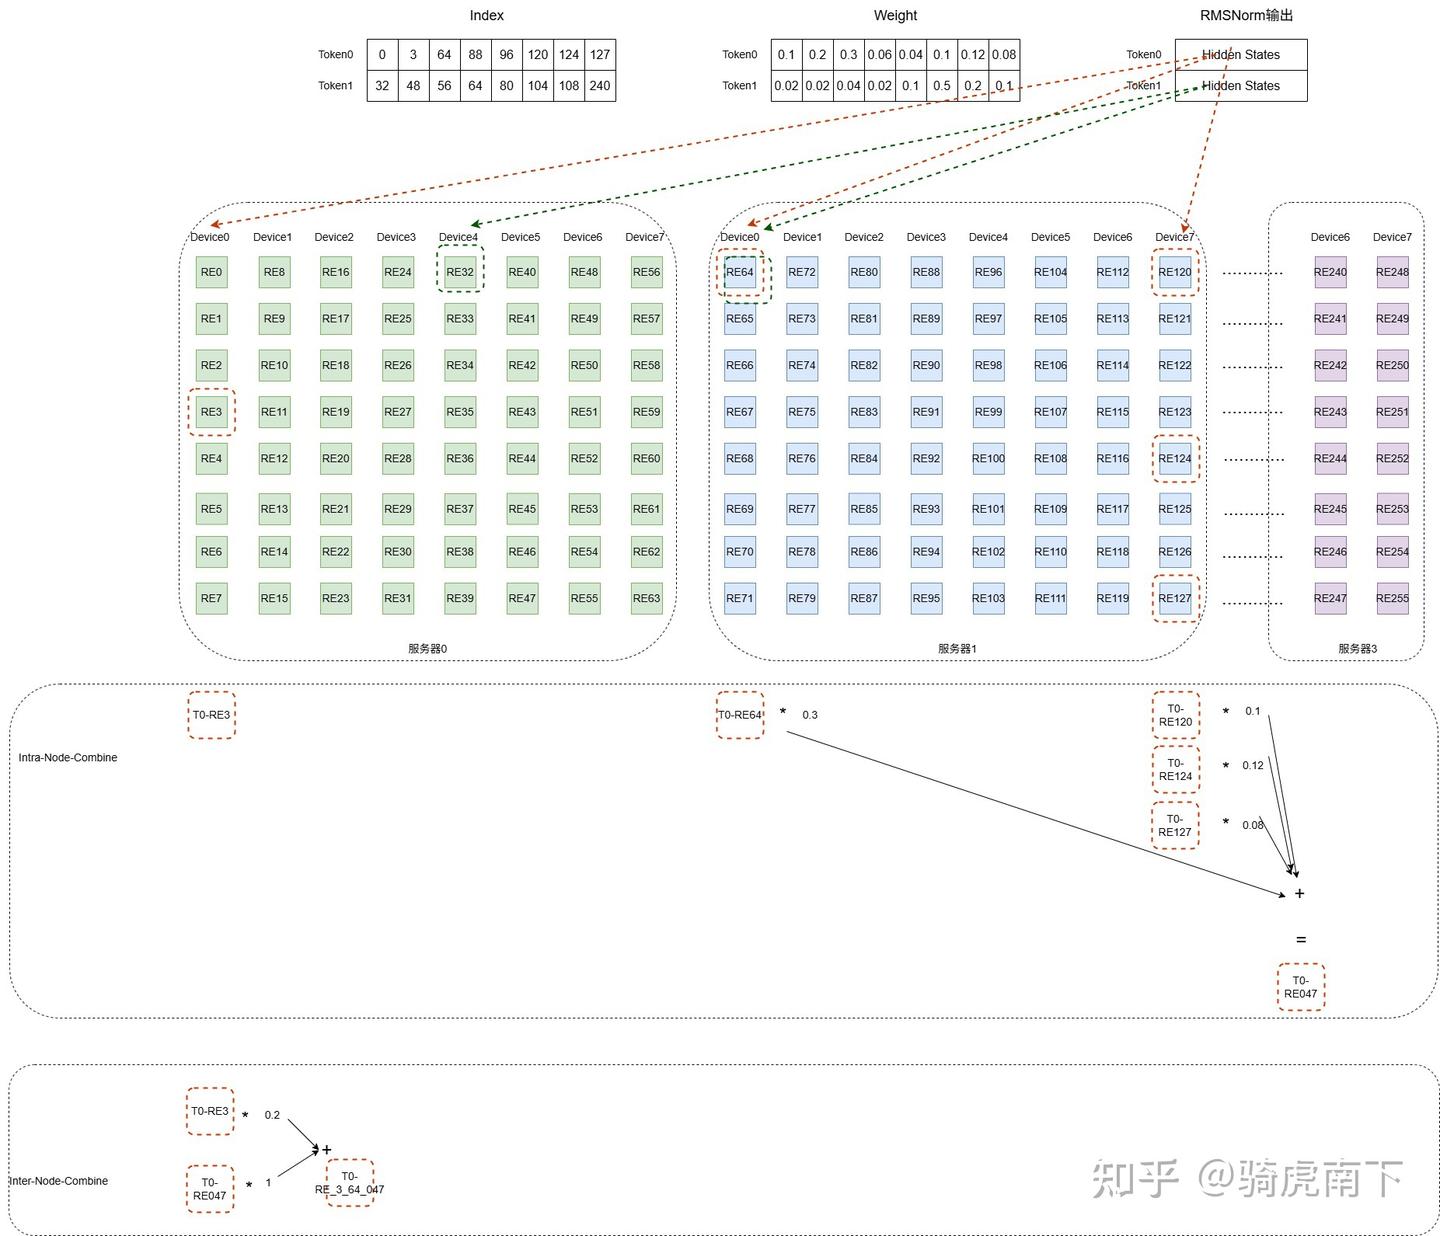 Index
Weight
RMSNorm输出
Token0 0 3 64 88 96 120 124 127
Token0 0.1 0.2 0.3 0.06 0.04 0.1 0.12 0.08
Token0 Hidden States
Token1 32 48 56 64 80 104 108 240
Token1 0.02 0.02 0.04 0.02 0.1 0.5 0.2 0.1
Token1 Hidden States
Device0 Device1 Device2 Device3 Device4 Device5 Device6 Device7
Device0 Device1 Device2 Device3 Device4 Device5 Device6 Device7
Device6 Device7
RE0 RE8 RE16 RE24 RE32 RE40 RE48 RE56
RE64 RE72 RE80 RE88 RE96 RE104 RE112 RE120
RE240 RE248
RE1 RE9 RE17 RE25 RE33 RE41 RE49 RE57
RE65 RE73 RE81 RE89 RE97 RE105 RE113 RE121
RE241 RE249
RE2 RE10 RE18 RE26 RE34 RE42 RE50 RE58
RE66 RE74 RE82 RE90 RE98 RE106 RE114 RE122
RE242 RE250
RE3 RE11 RE19 RE27 RE35 RE43 RE51 RE59
RE67 RE75 RE83 RE91 RE99 RE107 RE115 RE123
RE243 RE251
RE4 RE12 RE20 RE28 RE36 RE44 RE52 RE60
RE68 RE76 RE84 RE92 RE100 RE108 RE116 RE124
RE244 RE252
RE5 RE13 RE21 RE29 RE37 RE45 RE53 RE61
RE69 RE77 RE85 RE93 RE101 RE109 RE117 RE125
RE245 RE253
RE6 RE14 RE22 RE30 RE38 RE46 RE54 RE62
RE70 RE78 RE86 RE94 RE102 RE110 RE118 RE126
RE246 RE254
RE7 RE15 RE23 RE31 RE39 RE47 RE55 RE63
RE71 RE79 RE87 RE95 RE103 RE111 RE119 RE127
RE247 RE255
服务器0
服务器1
服务器3
Intra-Node-Combine
T0-RE3
T0-RE64 * 0.3
T0-
RE120 * 0.1
T0-
RE124 * 0.12
T0-
RE127 * 0.08
+
=
T0-
RE047
Inter-Node-Combine
T0-RE3 * 0.2
+
T0-
RE047 * 1
T0-
RE_3_64_047
知乎 @骑虎南下